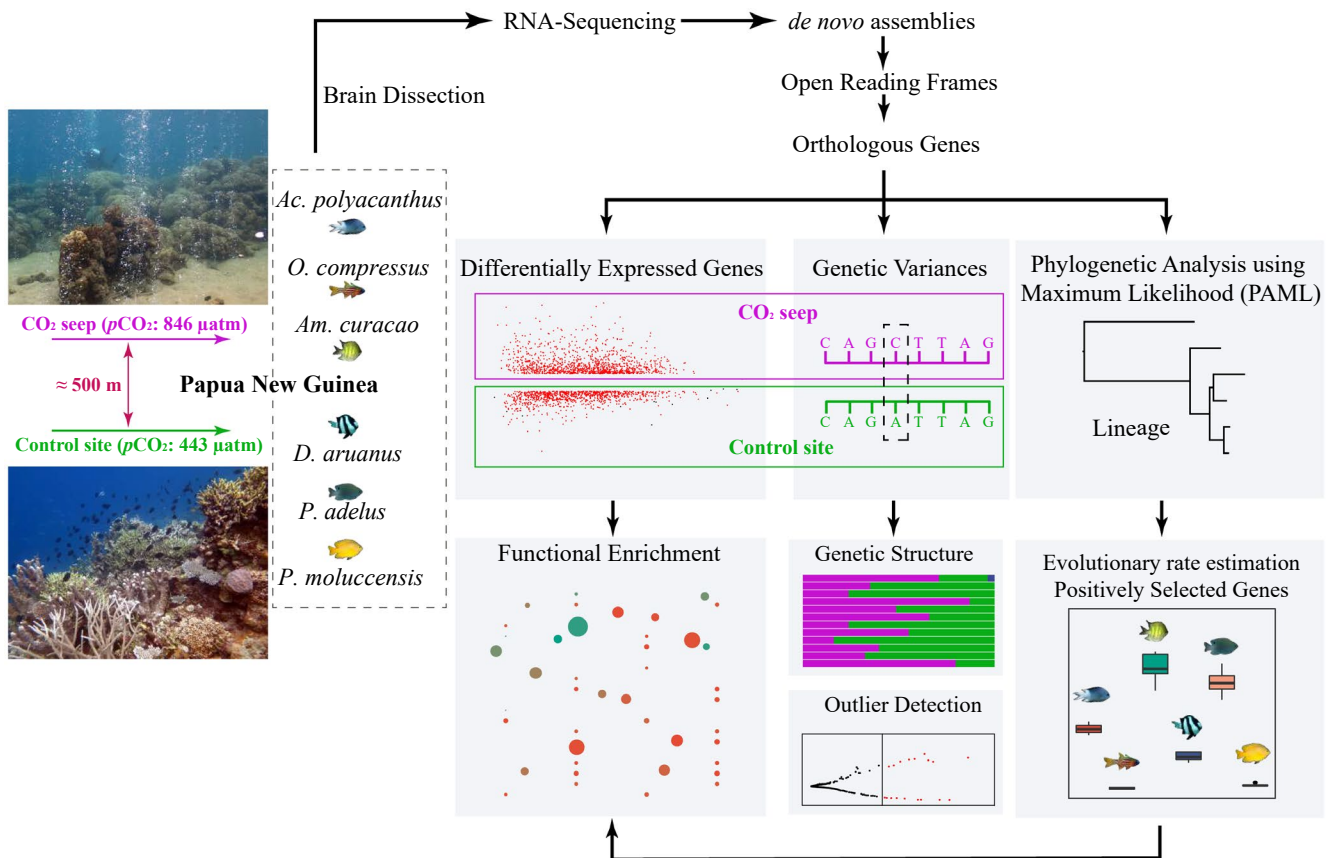 RNA-Sequencing
de novo assemblies
Brain Dissection
Open Reading Frames
Orthologous Genes
CO₂ seep (pCO₂: 846 µatm)
≈ 500 m
Papua New Guinea
Control site (pCO₂: 443 µatm)
Ac. polyacanthus
O. compressus
Am. curacao
D. aruanus
P. adelus
P. moluccensis
Differentially Expressed Genes
Genetic Variances
CO₂ seep
C A G C T T A G
C A G A T T A G
Control site
Phylogenetic Analysis using
Maximum Likelihood (PAML)
Lineage
Functional Enrichment
Genetic Structure
Outlier Detection
Evolutionary rate estimation
Positively Selected Genes